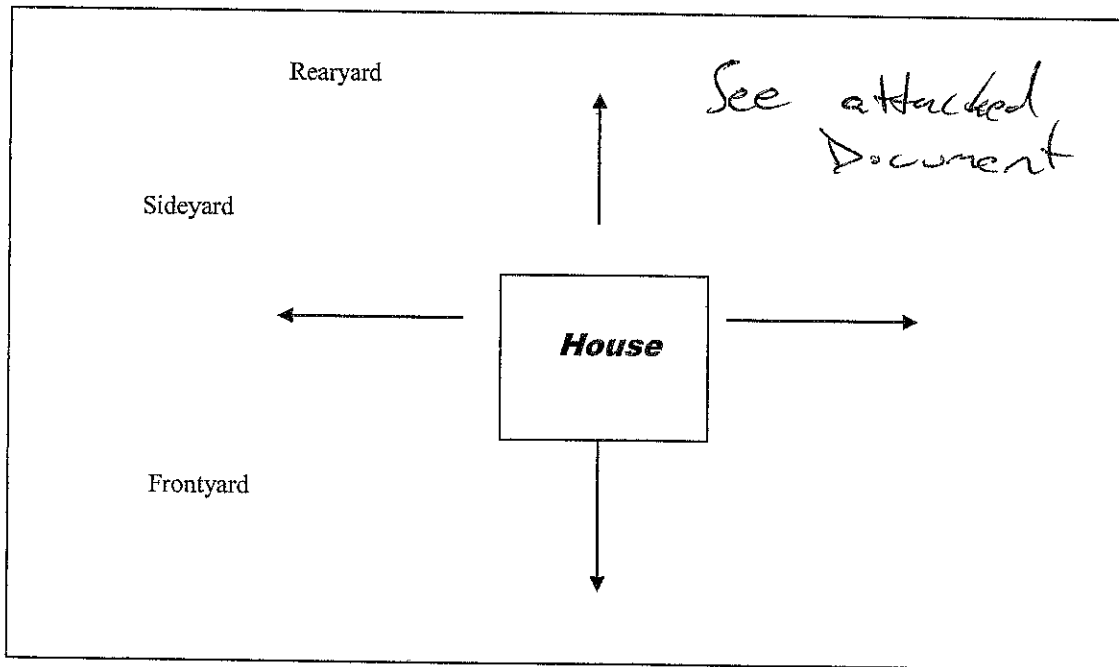 Rearyard
See attached
Document
Sideyard
House
Frontyard